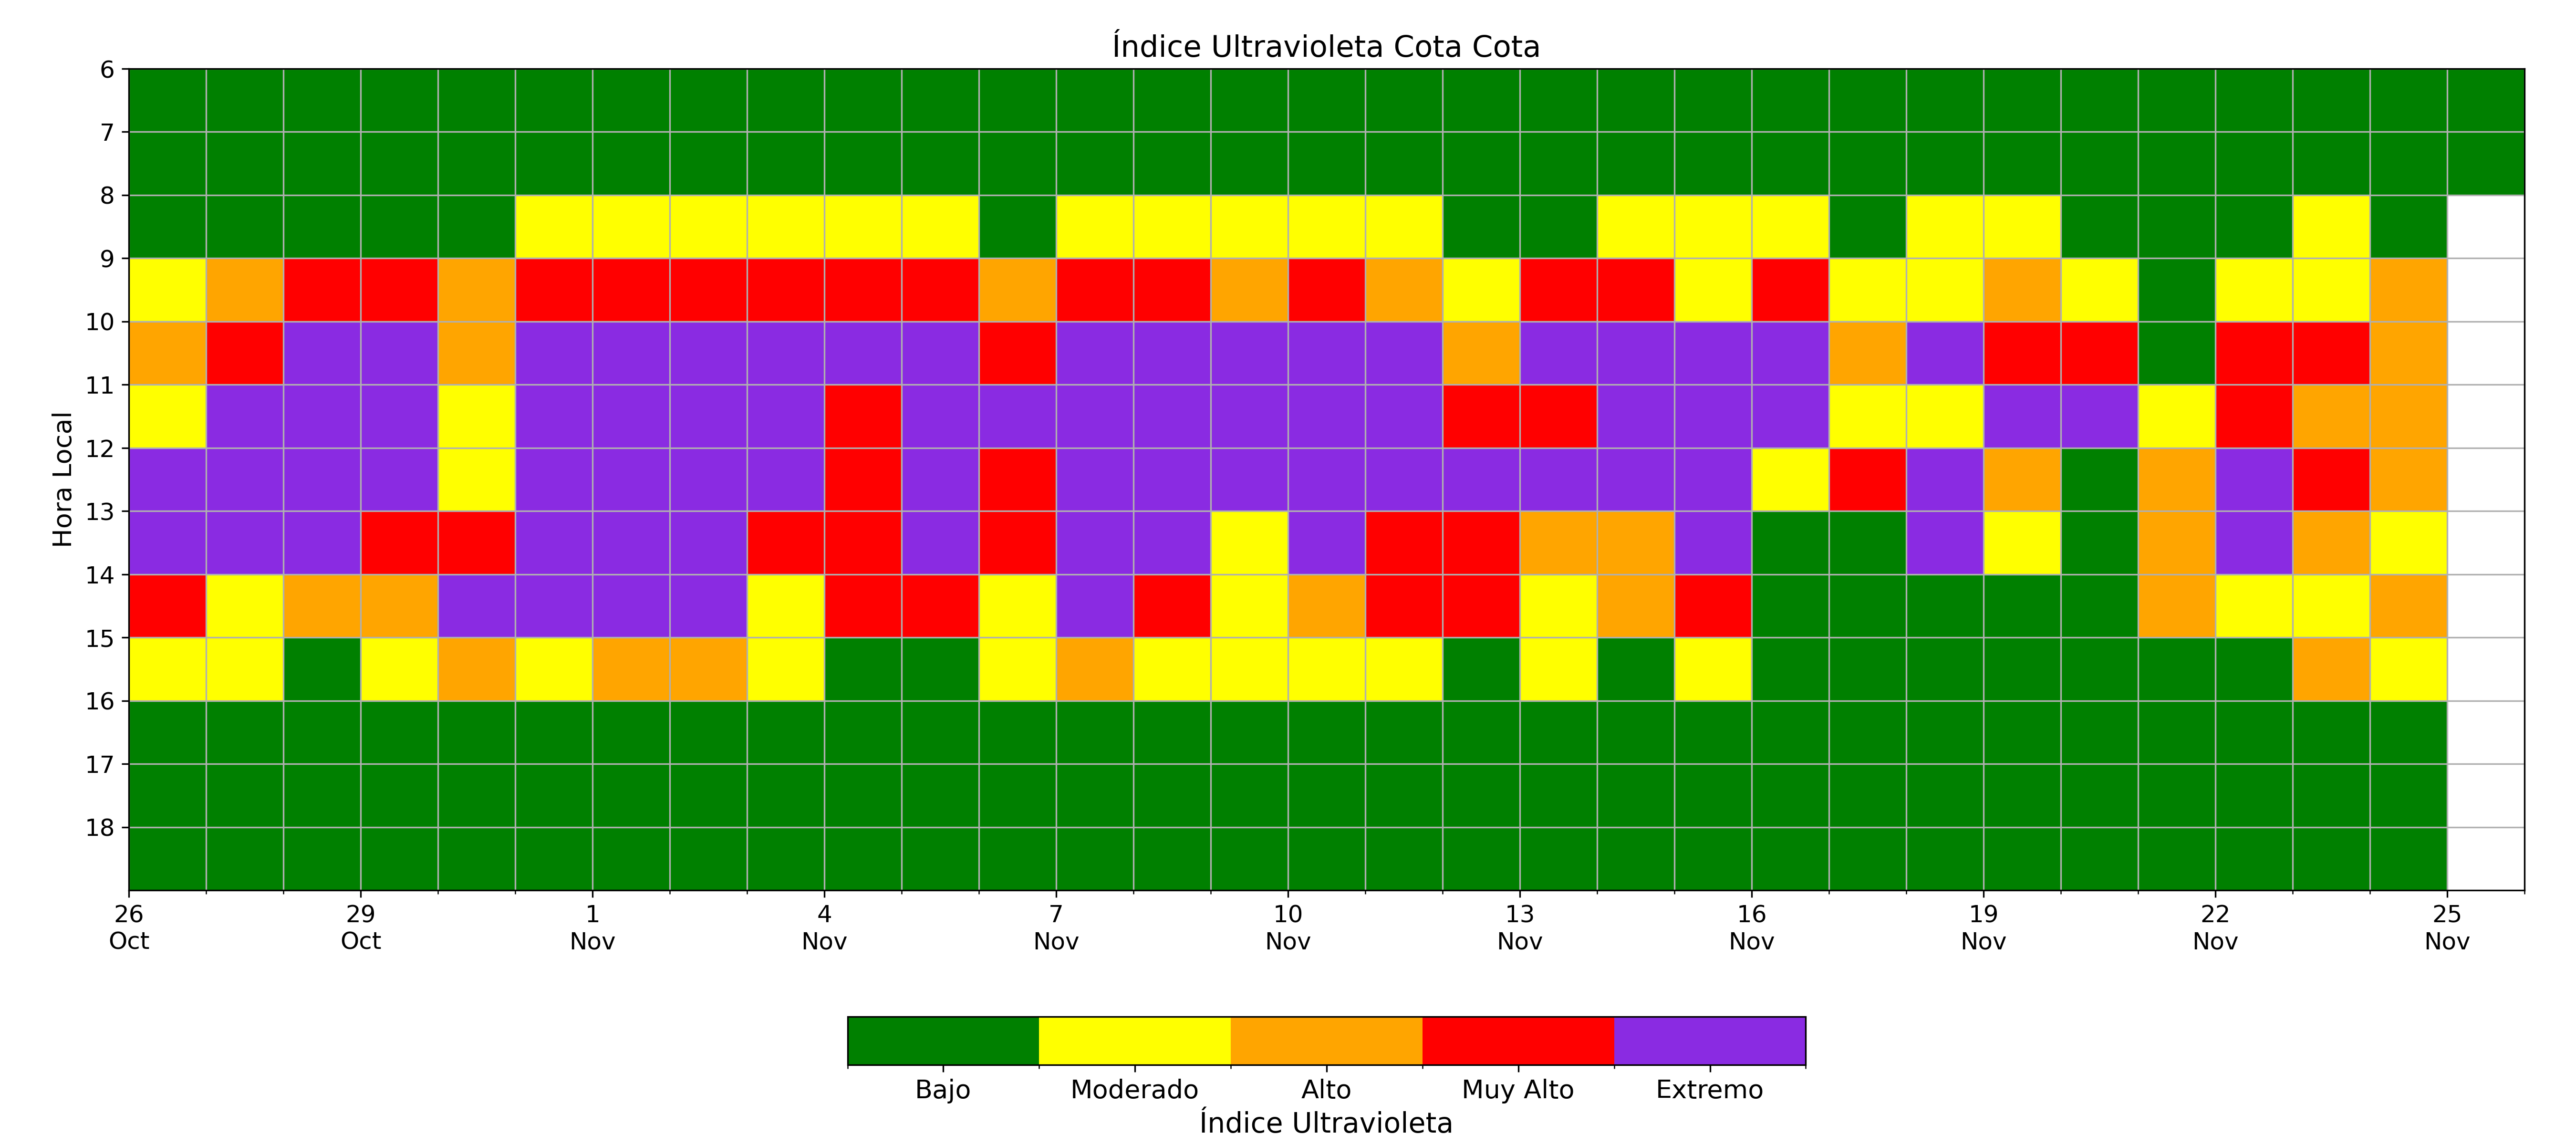 Índice Ultravioleta Cota Cota
Hora Local
6
7
8
9
10
11
12
13
14
15
16
17
18
26 29 1 4 7 10 13 16 19 22 25
Oct Oct Nov Nov Nov Nov Nov Nov Nov Nov Nov
Bajo Moderado Alto Muy Alto Extremo
Índice Ultravioleta